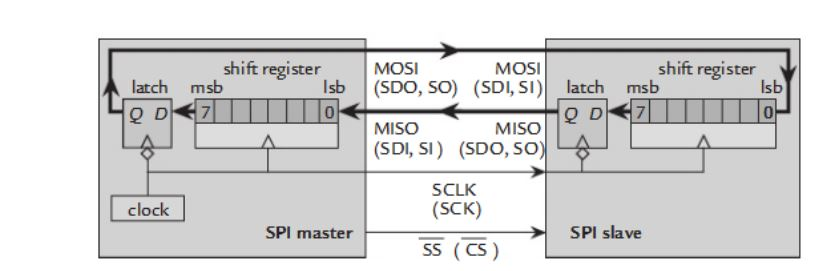 shift register
latch msb lsb
Q D 7 0
clock
SPI master
MOSI MOSI
(SDO, SO) (SDI, SI)
MISO MISO
(SDI, SI ) (SDO, SO)
SCLK
(SCK)
SS ( CS )
shift register
latch msb lsb
Q D 7 0
SPI slave